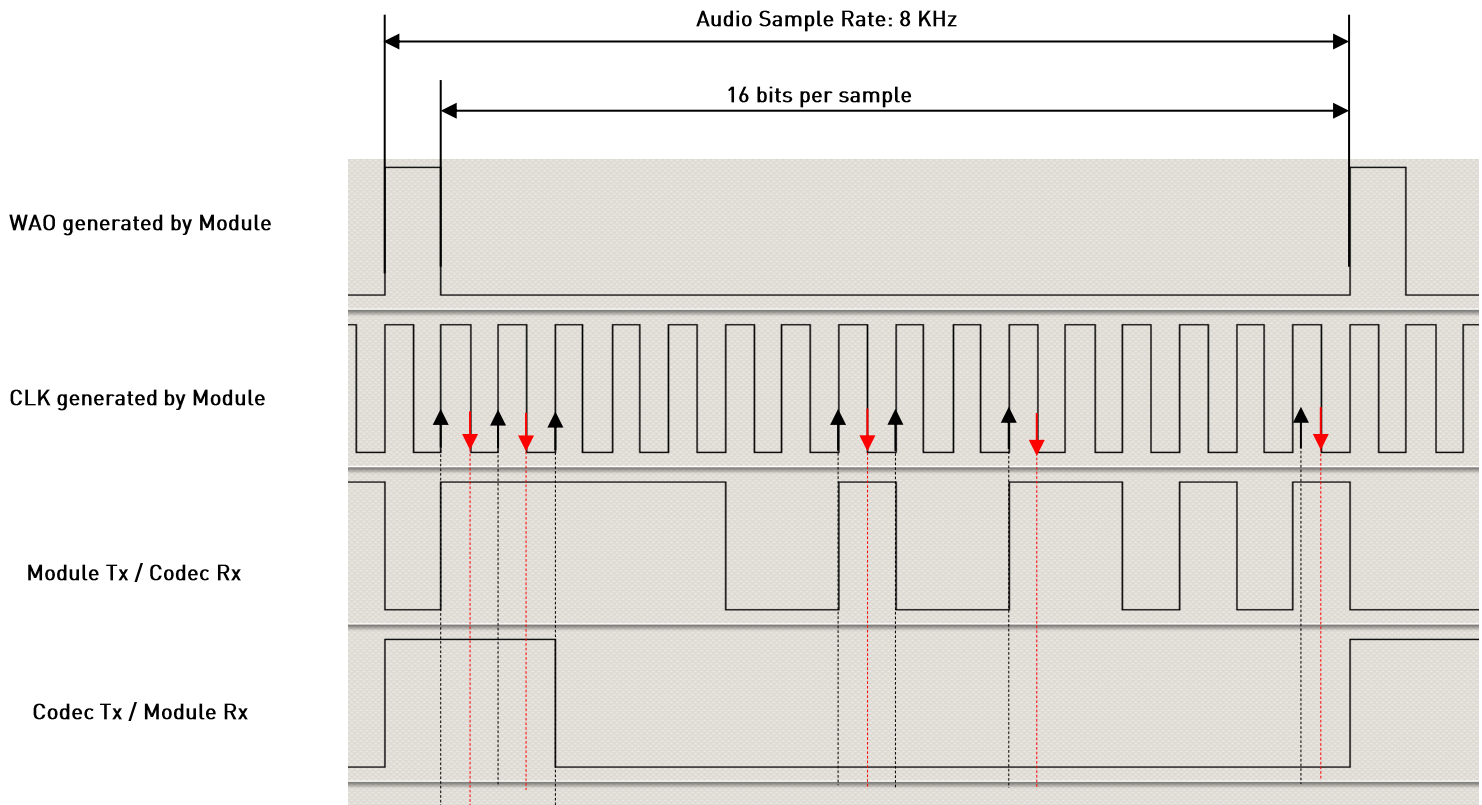 Audio Sample Rate: 8 KHz
16 bits per sample
WAO generated by Module
CLK generated by Module
Module Tx / Codec Rx
Codec Tx / Module Rx